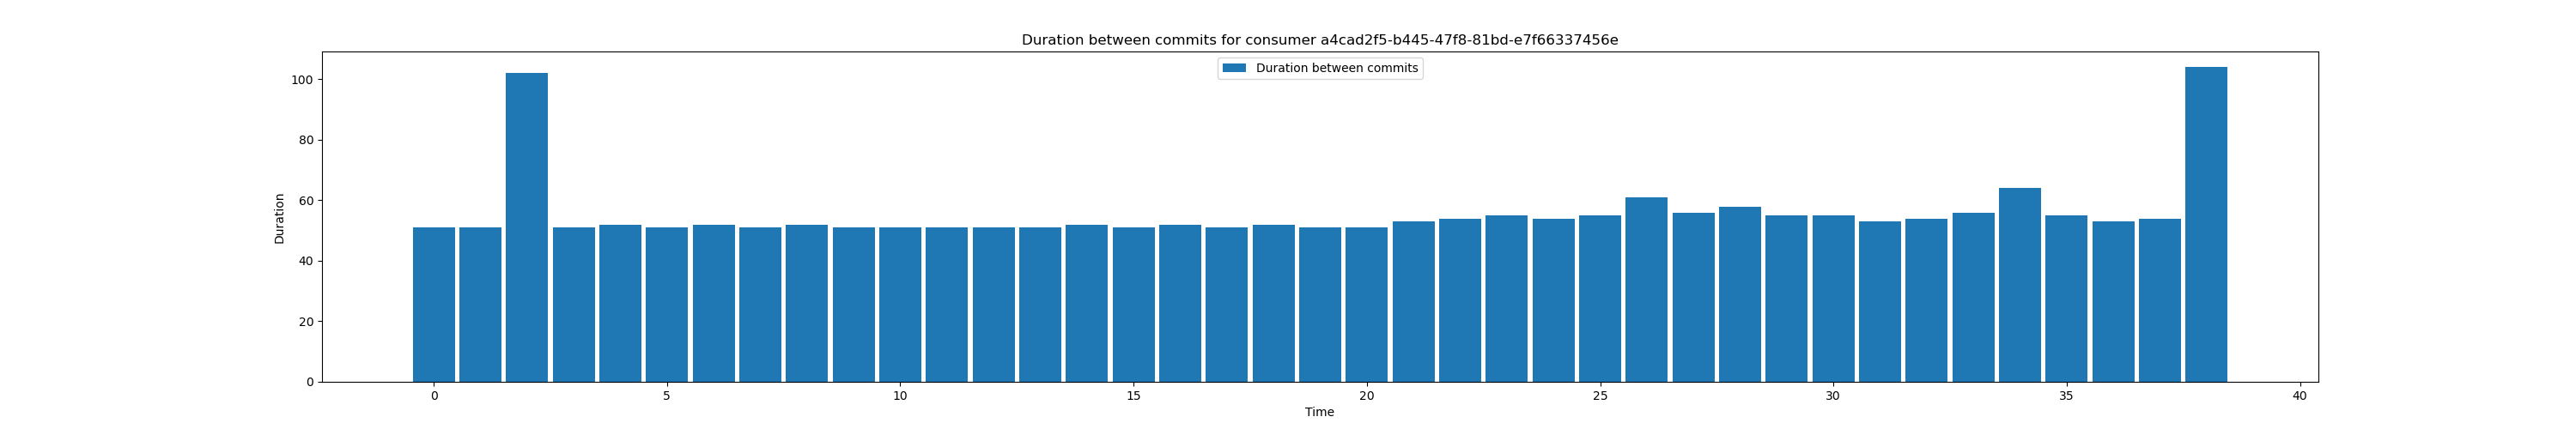 Duration between commits for consumer a4cad2f5-b445-47f8-81bd-e7f66337456e
Duration between commits
100
80
60
40
20
0
Duration
0 5 10 15 20 25 30 35 40
Time